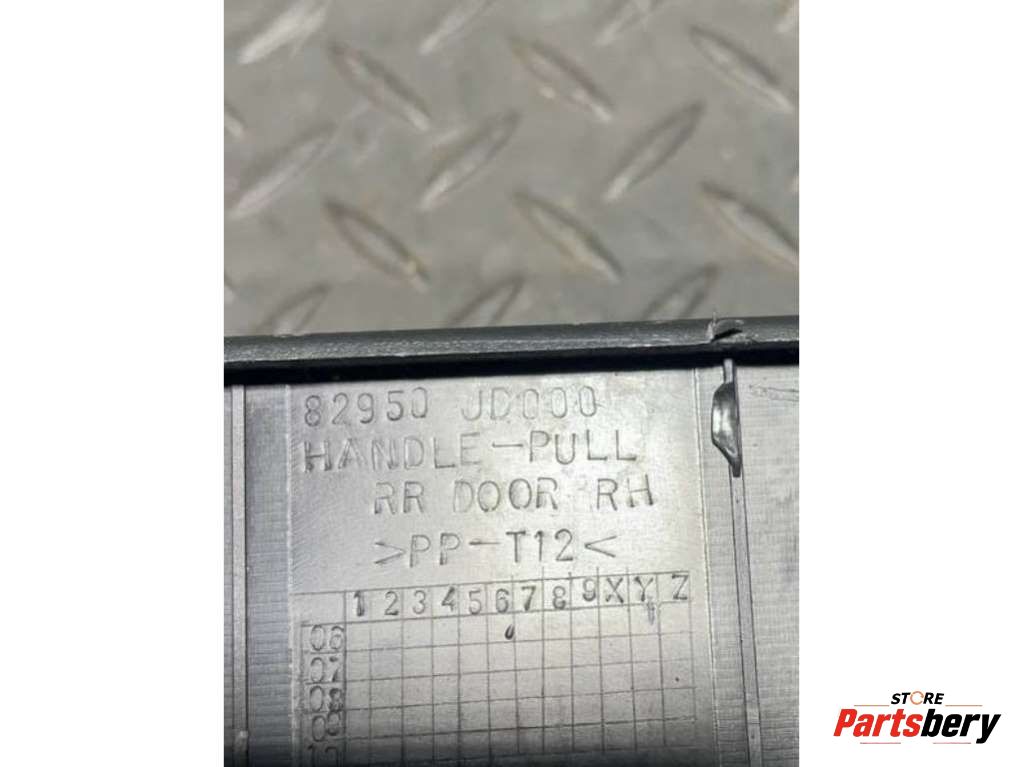 82950 JD000
HANDLE-PULL
RR DOOR RH
>PP-T12<
1 2 3 4 5 6 7 8 9 X Y Z
06
07
08
STORE
Partsbery